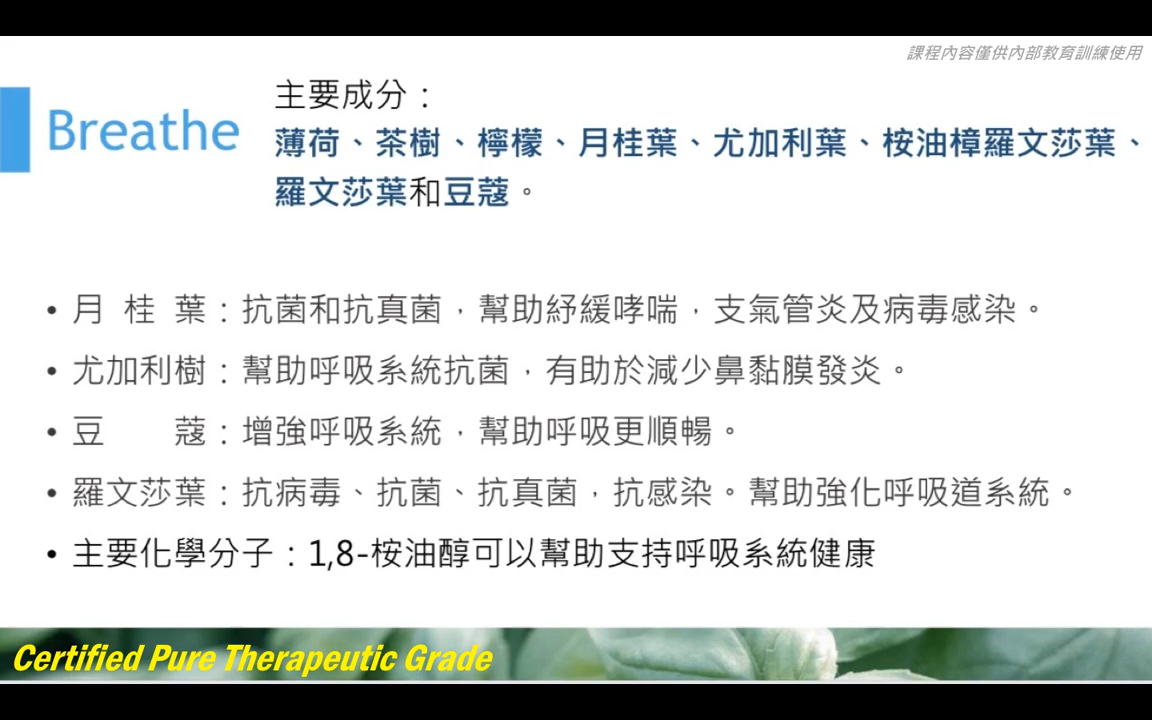 課程內容僅供內部教育訓練使用
Breathe
主要成分：
薄荷、茶樹、檸檬、月桂葉、尤加利葉、桉油樟羅文莎葉、
羅文莎葉和豆蔻。
• 月 桂 葉：抗菌和抗真菌，幫助紓緩哮喘，支氣管炎及病毒感染。
• 尤加利樹：幫助呼吸系統抗菌，有助於減少鼻黏膜發炎。
• 豆 蔻：增強呼吸系統，幫助呼吸更順暢。
• 羅文莎葉：抗病毒、抗菌、抗真菌，抗感染。幫助強化呼吸道系統。
• 主要化學分子：1,8-桉油醇可以幫助支持呼吸系統健康
Certified Pure Therapeutic Grade